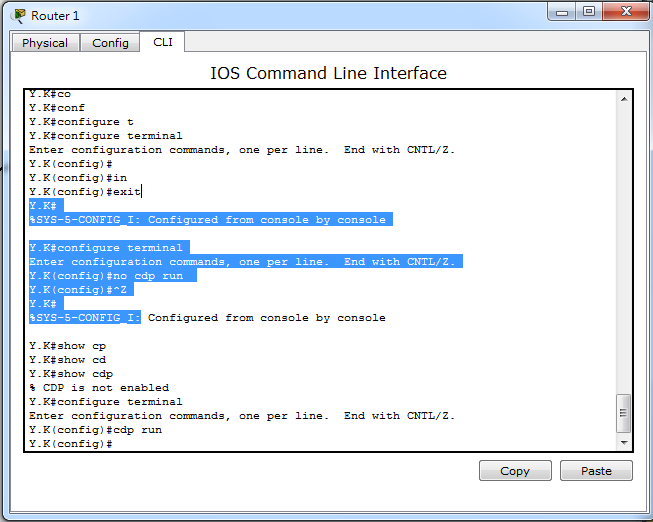 Router 1
Physical Config CLI
IOS Command Line Interface
Y.K#co
Y.K#conf
Y.K#configure t
Y.K#configure terminal
Enter configuration commands, one per line.  End with CNTL/Z.
Y.K(config)#
Y.K(config)#in
Y.K(config)#exit
Y.K#
%SYS-5-CONFIG_I: Configured from console by console
Y.K#configure terminal
Enter configuration commands, one per line.  End with CNTL/Z.
Y.K(config)#no cdp run
Y.K(config)#^Z
Y.K#
%SYS-5-CONFIG_I: Configured from console by console
Y.K#show cp
Y.K#show cd
Y.K#show cdp
% CDP is not enabled
Y.K#configure terminal
Enter configuration commands, one per line.  End with CNTL/Z.
Y.K(config)#cdp run
Y.K(config)#
Copy Paste